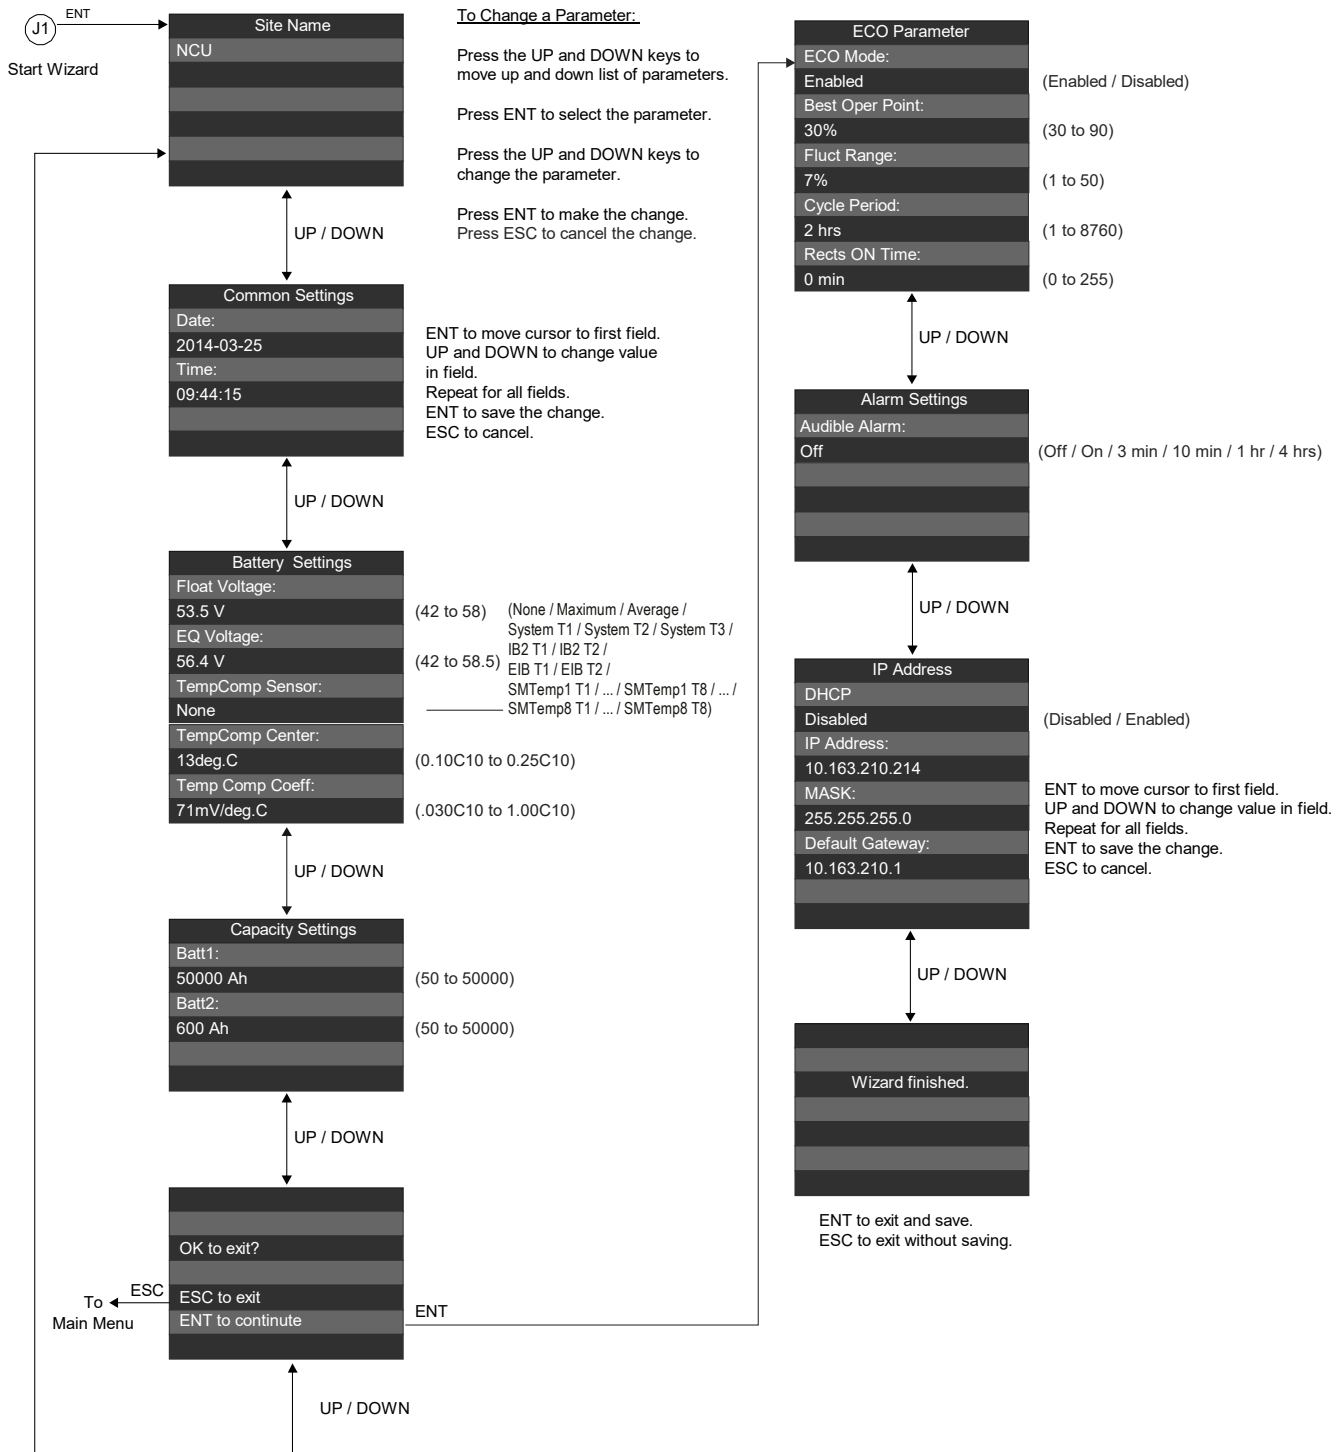 J1
ENT
Start Wizard
Site Name
NCU
To Change a Parameter:
Press the UP and DOWN keys to
move up and down list of parameters.
Press ENT to select the parameter.
Press the UP and DOWN keys to
change the parameter.
Press ENT to make the change.
Press ESC to cancel the change.
UP / DOWN
Common Settings
Date:
2014-03-25
Time:
09:44:15
ENT to move cursor to first field.
UP and DOWN to change value
in field.
Repeat for all fields.
ENT to save the change.
ESC to cancel.
UP / DOWN
Battery Settings
Float Voltage:
53.5 V
(42 to 58)
EQ Voltage:
56.4 V
(42 to 58.5)
TempComp Sensor:
None
(None / Maximum / Average /
System T1 / System T2 / System T3 /
IB2 T1 / IB2 T2 /
EIB T1 / EIB T2 /
SMTemp1 T1 / ... / SMTemp1 T8 / ... /
SMTemp8 T1 / ... / SMTemp8 T8)
TempComp Center:
13deg.C
(0.10C10 to 0.25C10)
Temp Comp Coeff:
71mV/deg.C
(.030C10 to 1.00C10)
UP / DOWN
Capacity Settings
Batt1:
50000 Ah
(50 to 50000)
Batt2:
600 Ah
(50 to 50000)
UP / DOWN
OK to exit?
ESC to exit
ENT to continute
ESC
To
Main Menu
ENT
UP / DOWN
ECO Parameter
ECO Mode:
Enabled
(Enabled / Disabled)
Best Oper Point:
30%
(30 to 90)
Fluct Range:
7%
(1 to 50)
Cycle Period:
2 hrs
(1 to 8760)
Rects ON Time:
0 min
(0 to 255)
UP / DOWN
Alarm Settings
Audible Alarm:
Off
(Off / On / 3 min / 10 min / 1 hr / 4 hrs)
UP / DOWN
IP Address
DHCP
Disabled
(Disabled / Enabled)
IP Address:
10.163.210.214
MASK:
255.255.255.0
Default Gateway:
10.163.210.1
ENT to move cursor to first field.
UP and DOWN to change value in field.
Repeat for all fields.
ENT to save the change.
ESC to cancel.
UP / DOWN
Wizard finished.
ENT to exit and save.
ESC to exit without saving.